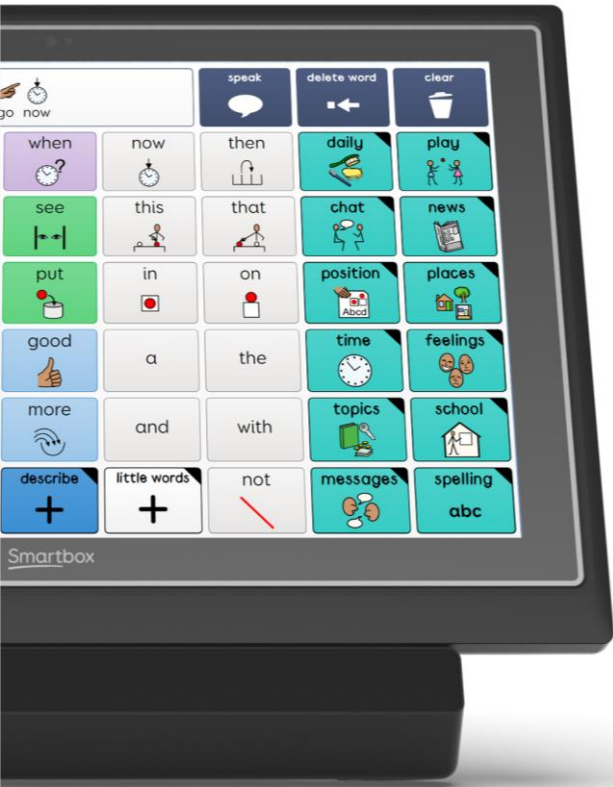 speak delete word clear
go now
when now then daily play
see this that chat news
put in on position places
Abcd
good a the time feelings
more and with topics school
describe little words not messages spelling
abc
Smartbox